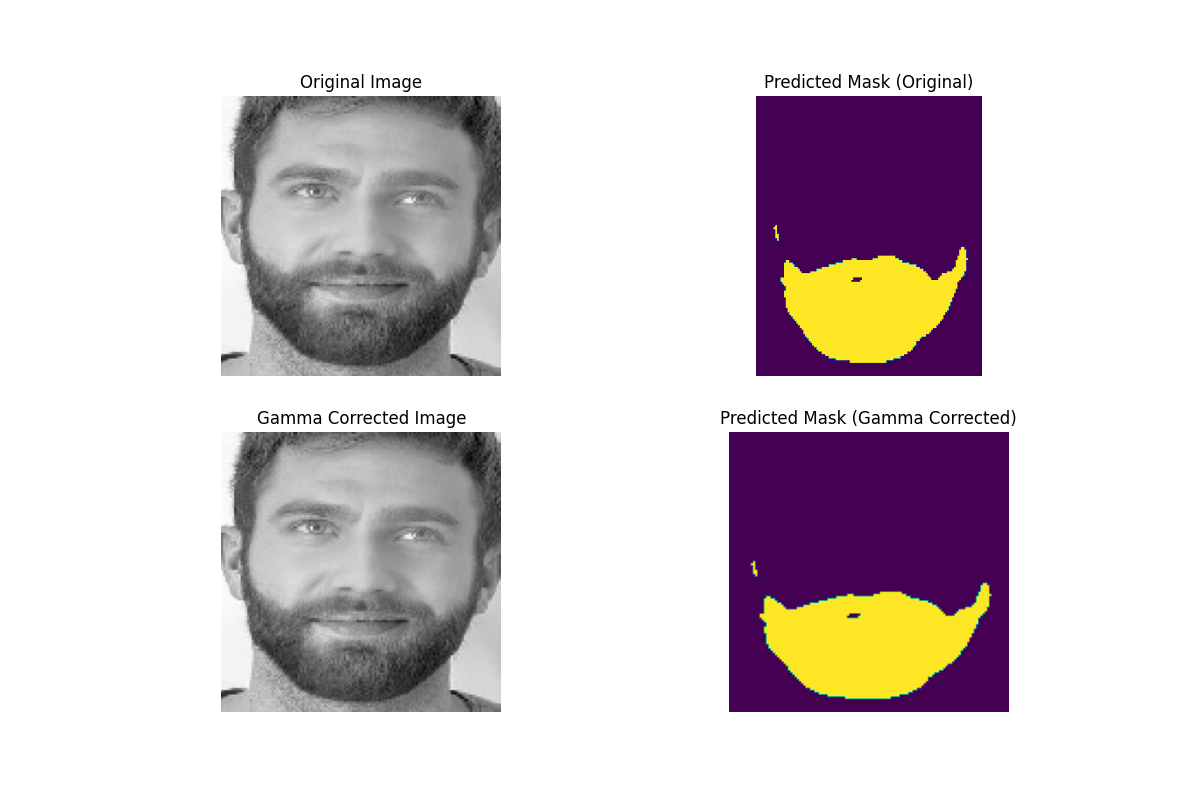 Original Image
Predicted Mask (Original)
Gamma Corrected Image
Predicted Mask (Gamma Corrected)